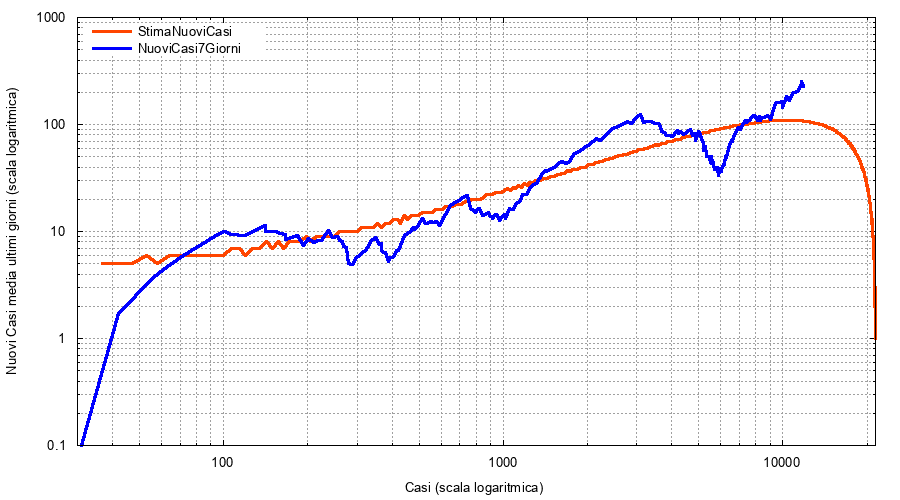 1000
StimaNuoviCasi
NuoviCasi7Giorni
100
10
1
0.1
Nuovi Casi media ultimi giorni (scala logaritmica)
100
1000
10000
Casi (scala logaritmica)